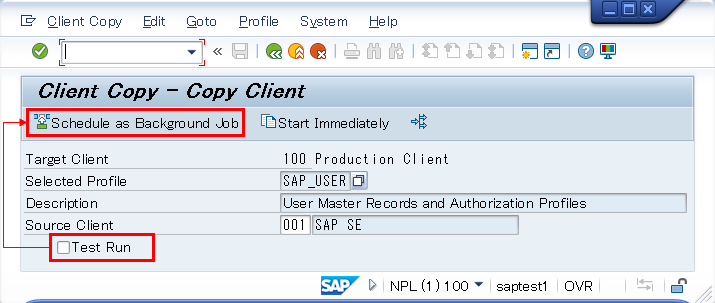 Client Copy Edit Goto Profile System Help
Client Copy - Copy Client
Schedule as Background Job Start Immediately
Target Client 100 Production Client
Selected Profile SAP_USER
Description User Master Records and Authorization Profiles
Source Client 001 SAP SE
Test Run
SAP NPL (1) 100 saptest1 OVR